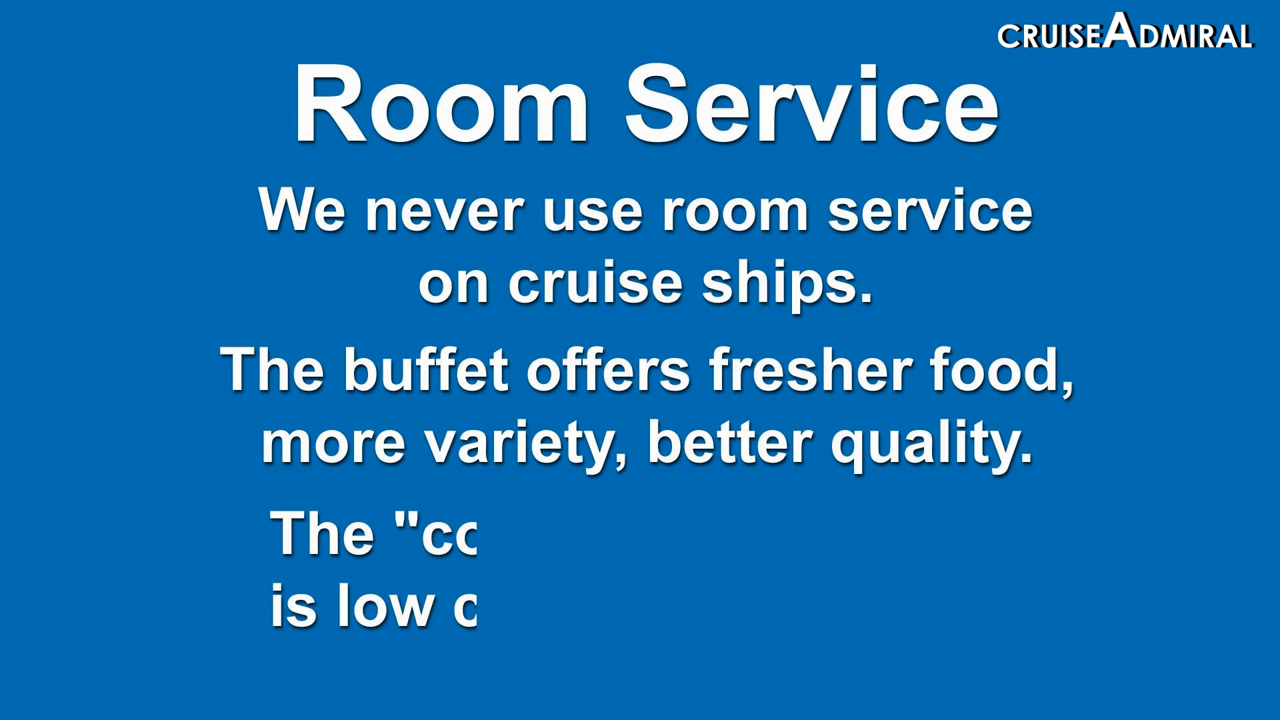 CRUISEADMIRAL
Room Service
We never use room service
on cruise ships.
The buffet offers fresher food,
more variety, better quality.
The
is low